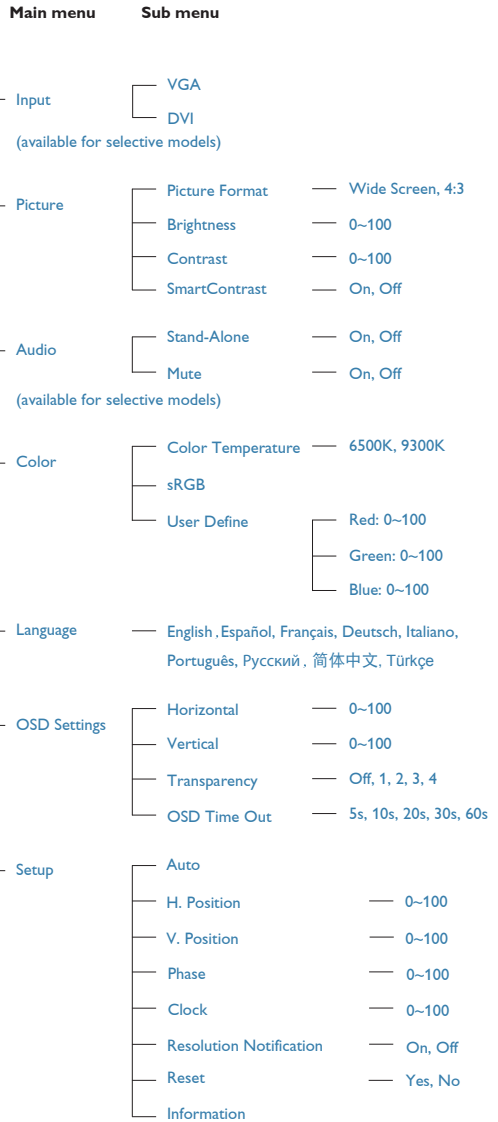 Main menu Sub menu
VGA
Input
DVI
(available for selective models)
Picture
Picture Format Wide Screen, 4:3
Brightness 0~100
Contrast 0~100
SmartContrast On, Off
Audio
Stand-Alone On, Off
Mute On, Off
(available for selective models)
Color
Color Temperature 6500K, 9300K
sRGB
User Define Red: 0~100
Green: 0~100
Blue: 0~100
Language English , Español, Français, Deutsch, Italiano,
Português, Русский , 简体中文, Türkçe
OSD Settings
Horizontal 0~100
Vertical 0~100
Transparency Off, 1, 2, 3, 4
OSD Time Out 5s, 10s, 20s, 30s, 60s
Setup Auto
H. Position 0~100
V. Position 0~100
Phase 0~100
Clock 0~100
Resolution Notification On, Off
Reset Yes, No
Information